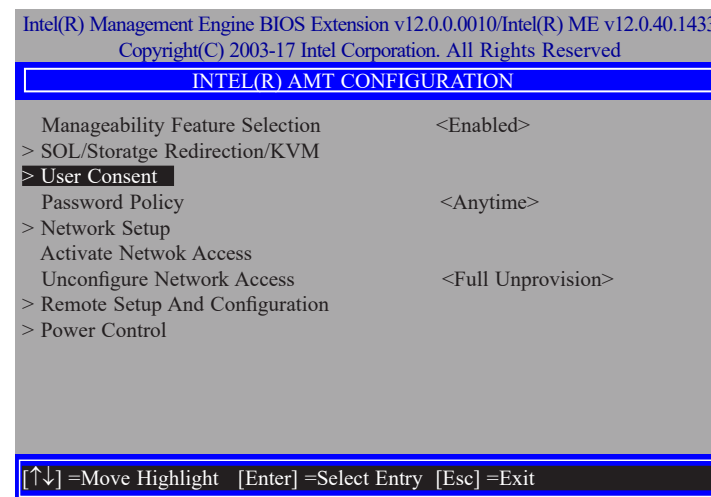 Intel(R) Management Engine BIOS Extension v12.0.0.0010/Intel(R) ME v12.0.40.1433
Copyright(C) 2003-17 Intel Corporation. All Rights Reserved
INTEL(R) AMT CONFIGURATION
Manageability Feature Selection <Enabled>
> SOL/Storatge Redirection/KVM
> User Consent
Password Policy <Anytime>
> Network Setup
Activate Netwok Access
Unconfigure Network Access <Full Unprovision>
> Remote Setup And Configuration
> Power Control
[↑↓] =Move Highlight [Enter] =Select Entry [Esc] =Exit